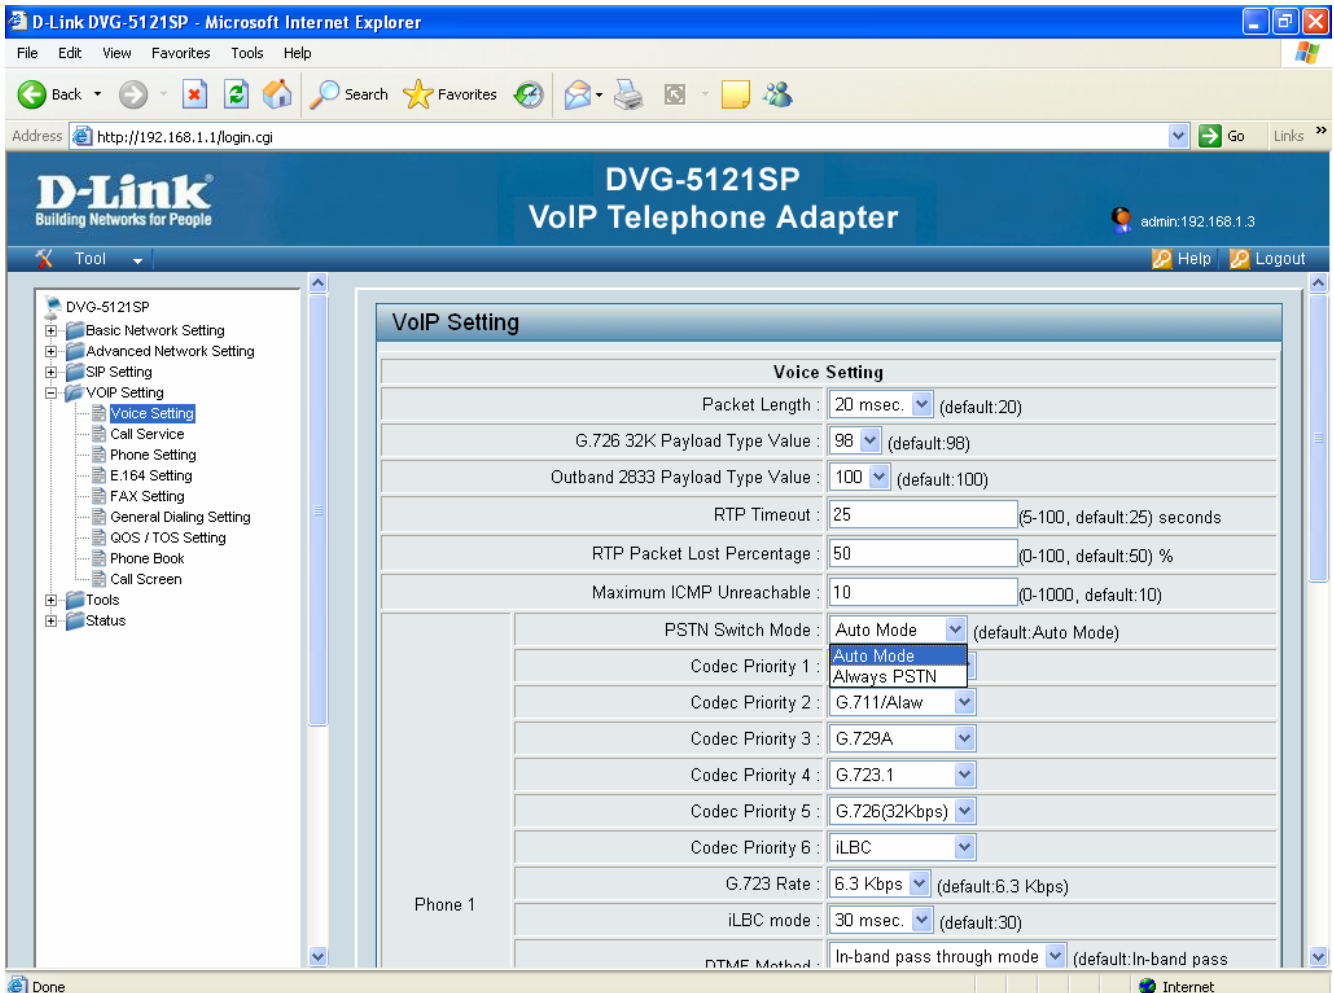 D-Link DVG-5121SP - Microsoft Internet Explorer
File Edit View Favorites Tools Help
Back Search Favorites
Address http://192.168.1.1/login.cgi Go Links »
D-Link®
Building Networks for People
DVG-5121SP
VoIP Telephone Adapter
admin:192.168.1.3
Tool Help Logout
DVG-5121SP
Basic Network Setting
Advanced Network Setting
SIP Setting
VOIP Setting
Voice Setting
Call Service
Phone Setting
E.164 Setting
FAX Setting
General Dialing Setting
QOS / TOS Setting
Phone Book
Call Screen
Tools
Status
VoIP Setting
Voice Setting
Packet Length : 20 msec. (default:20)
G.726 32K Payload Type Value : 98 (default:98)
Outband 2833 Payload Type Value : 100 (default:100)
RTP Timeout : 25 (5-100, default:25) seconds
RTP Packet Lost Percentage : 50 (0-100, default:50) %
Maximum ICMP Unreachable : 10 (0-1000, default:10)
PSTN Switch Mode : Auto Mode (default:Auto Mode)
Auto Mode
Always PSTN
Codec Priority 1 :
Codec Priority 2 : G.711/Alaw
Codec Priority 3 : G.729A
Codec Priority 4 : G.723.1
Codec Priority 5 : G.726(32Kbps)
Codec Priority 6 : iLBC
G.723 Rate : 6.3 Kbps (default:6.3 Kbps)
Phone 1
iLBC mode : 30 msec. (default:30)
DTMF Method : In-band pass through mode (default:In-band pass
Done Internet